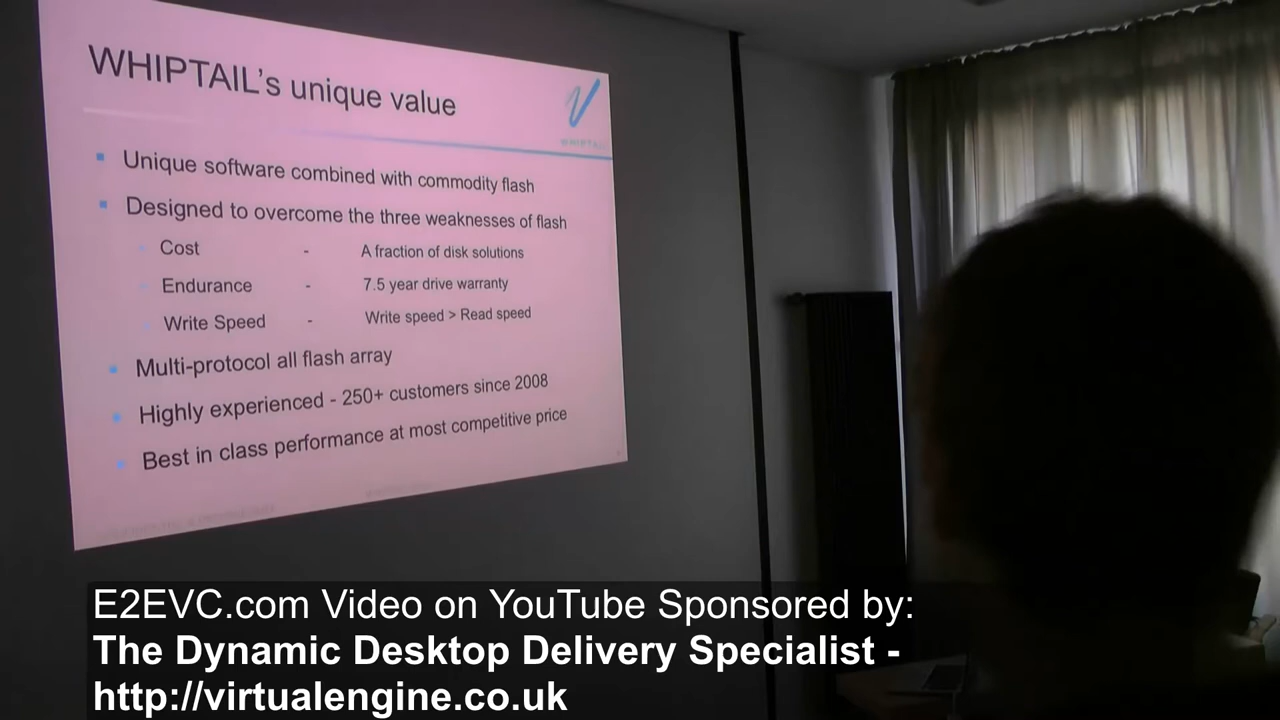 WHIPTAIL's unique value
WHIPTAIL
Unique software combined with commodity flash
Designed to overcome the three weaknesses of flash
Cost - A fraction of disk solutions
Endurance - 7.5 year drive warranty
Write Speed - Write speed > Read speed
Multi-protocol all flash array
Highly experienced - 250+ customers since 2008
Best in class performance at most competitive price
E2EVC.com Video on YouTube Sponsored by:
The Dynamic Desktop Delivery Specialist -
http://virtualengine.co.uk